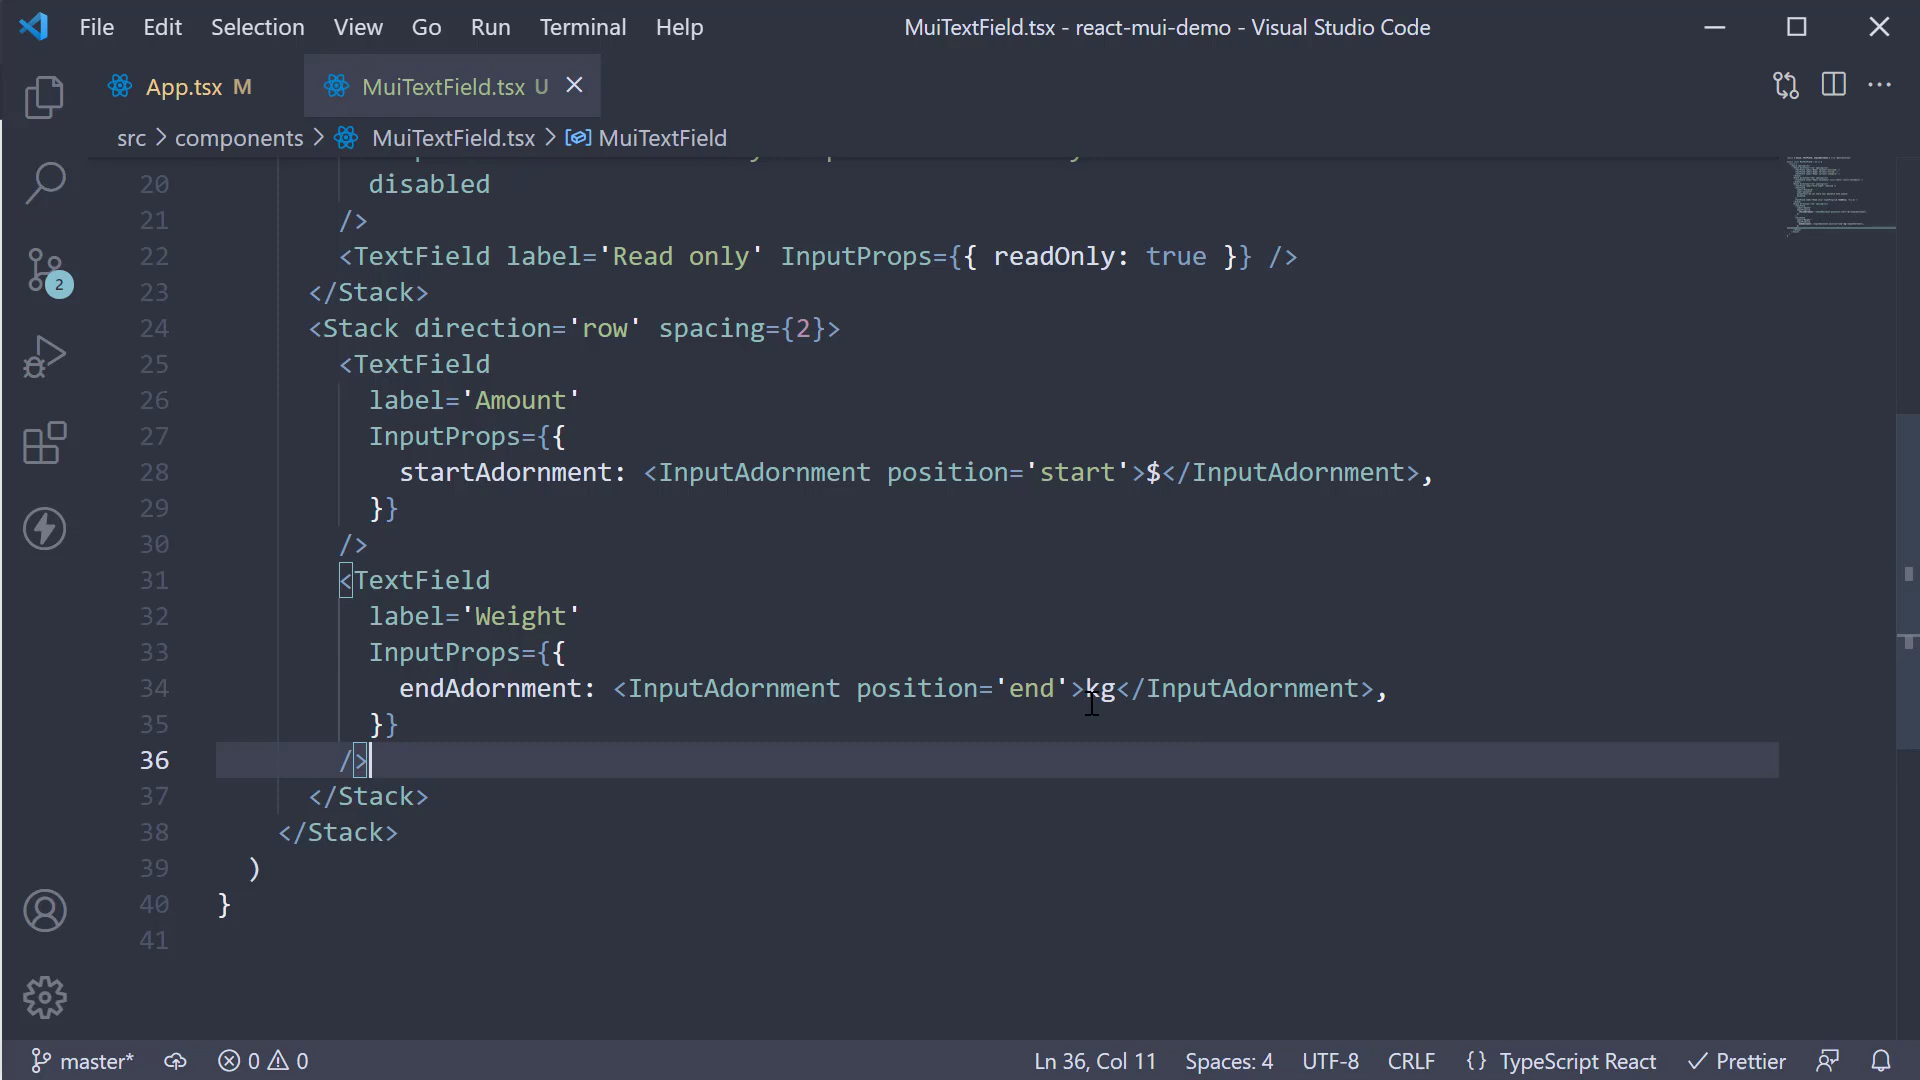 File Edit Selection View Go Run Terminal Help MuiTextField.tsx - react-mui-demo - Visual Studio Code
App.tsx M MuiTextField.tsx U
src > components > MuiTextField.tsx > MuiTextField
20 disabled
21 />
22 <TextField label='Read only' InputProps={{ readOnly: true }} />
23 </Stack>
24 <Stack direction='row' spacing={2}>
25 <TextField
26 label='Amount'
27 InputProps={{
28 startAdornment: <InputAdornment position='start'>$</InputAdornment>,
29 }}
30 />
31 <TextField
32 label='Weight'
33 InputProps={{
34 endAdornment: <InputAdornment position='end'>kg</InputAdornment>,
35 }}
36 />
37 </Stack>
38 </Stack>
39 )
40 }
41
2
master* 0 0 Ln 36, Col 11 Spaces: 4 UTF-8 CRLF {} TypeScript React Prettier